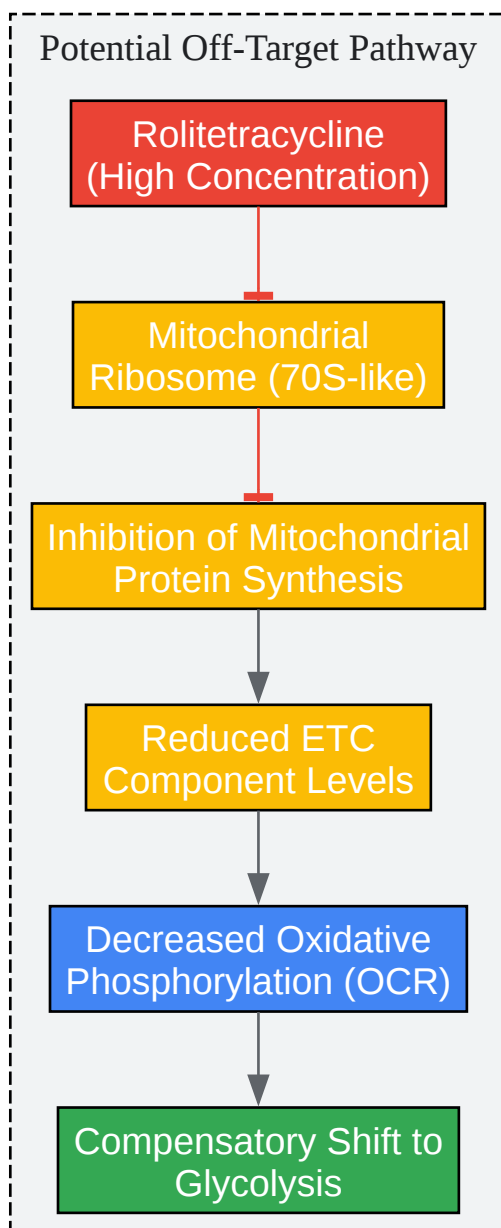 Potential Off-Target Pathway
Rolitetracycline
(High Concentration)
Mitochondrial
Ribosome (70S-like)
Inhibition of Mitochondrial
Protein Synthesis
Reduced ETC
Component Levels
Decreased Oxidative
Phosphorylation (OCR)
Compensatory Shift to
Glycolysis